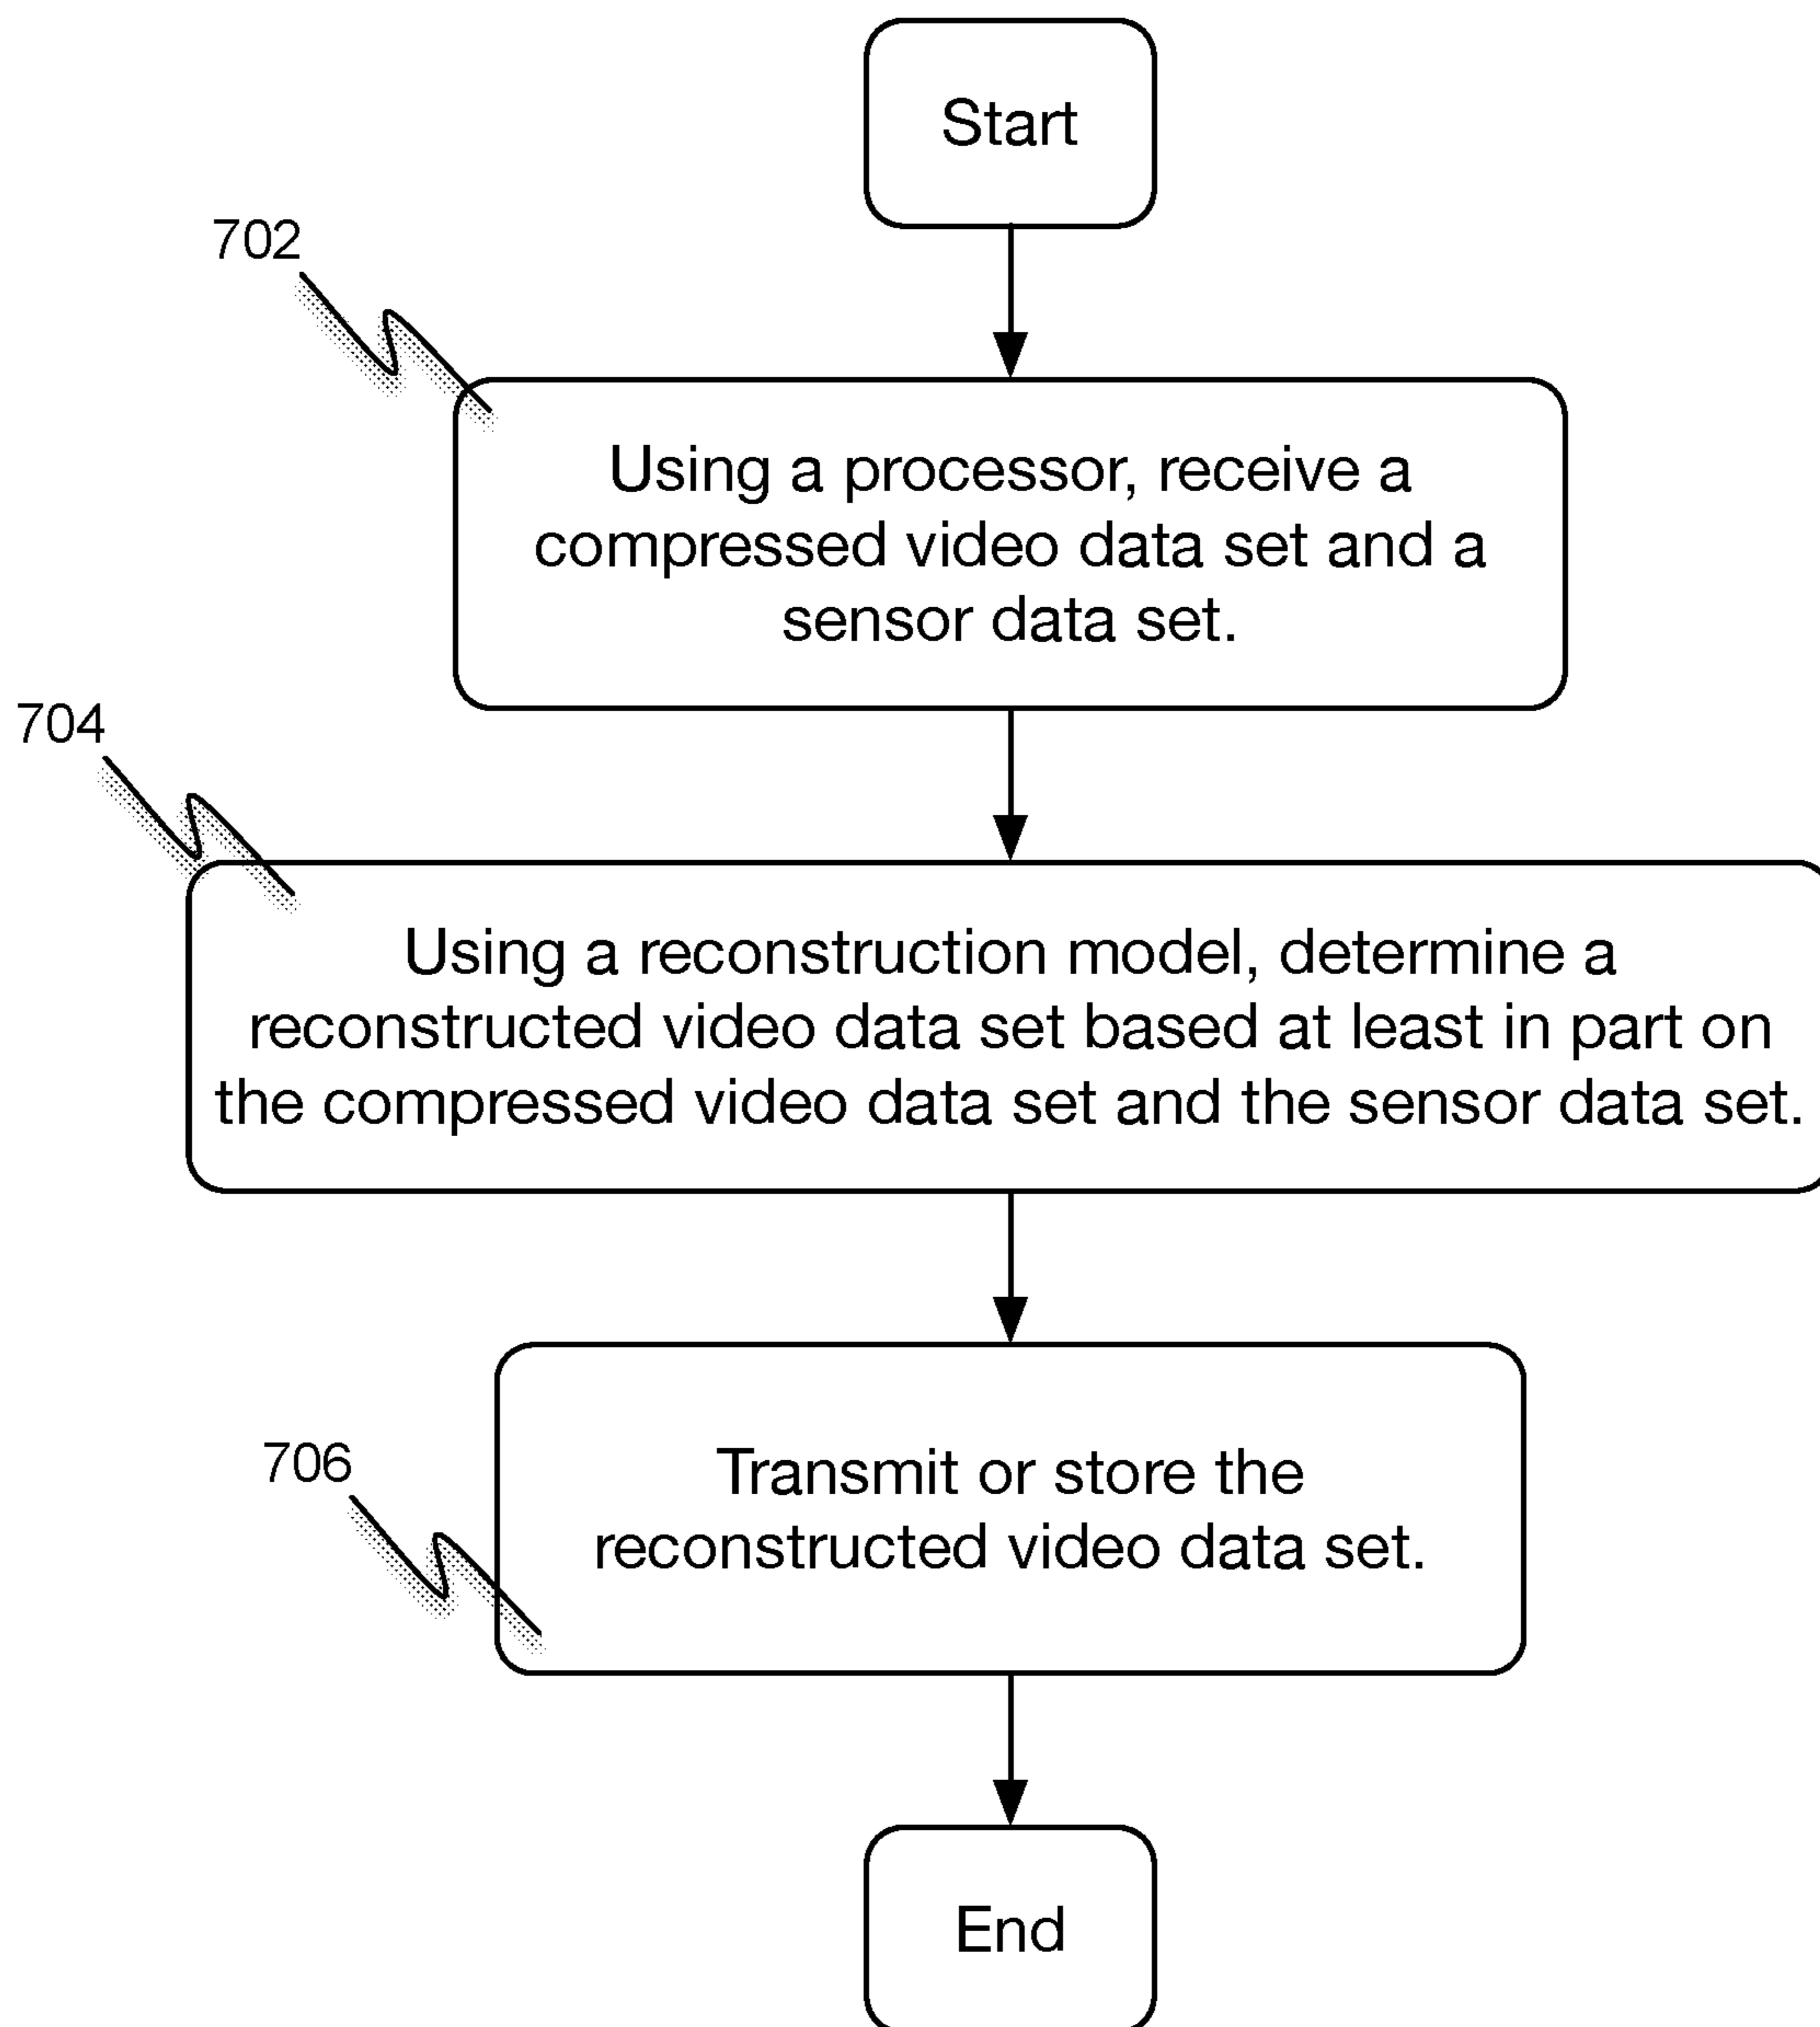 Start
702
Using a processor, receive a
compressed video data set and a
sensor data set.
704
Using a reconstruction model, determine a
reconstructed video data set based at least in part on
the compressed video data set and the sensor data set.
706
Transmit or store the
reconstructed video data set.
End